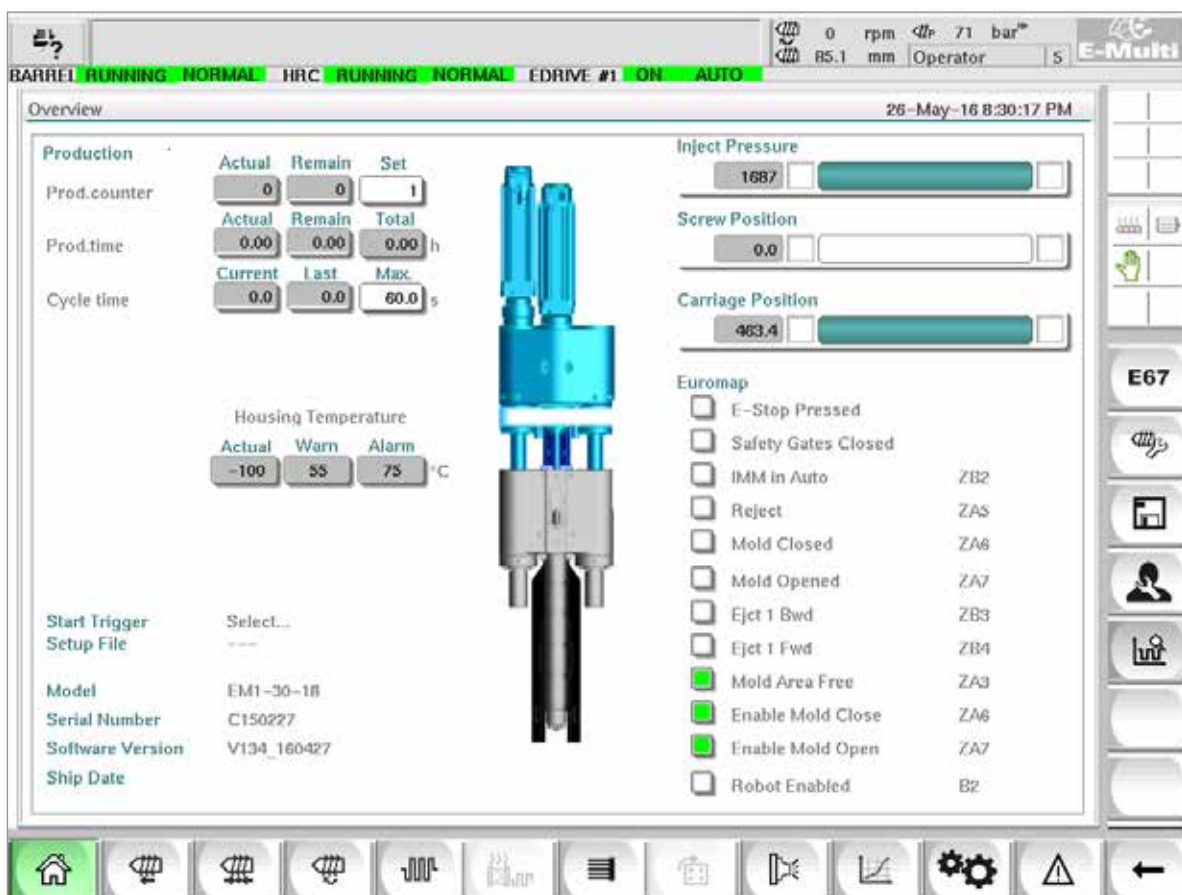 0 rpm P 71 bar
85.1 mm Operator S
E-Multi
BARREL RUNNING NORMAL HRC RUNNING NORMAL EDRIVE #1 ON AUTO
Overview 26-May-16 8:30:17 PM
Production
Actual Remain Set
Prod.counter 0 0 1
Actual Remain Total
Prod.time 0.00 0.00 0.00 h
Current Last Max.
Cycle time 0.0 0.0 60.0 s
Housing Temperature
Actual Warn Alarm
-100 55 75 °C
Start Trigger Select...
Setup File ---
Model EM1-30-18
Serial Number C150227
Software Version V134_160427
Ship Date
Inject Pressure
1687
Screw Position
0.0
Carriage Position
463.4
Euromap
E-Stop Pressed
Safety Gates Closed
IMM in Auto ZB2
Reject ZA5
Mold Closed ZA6
Mold Opened ZA7
Ejct 1 Bwd ZB3
Ejct 1 Fwd ZB4
Mold Area Free ZA3
Enable Mold Close ZA6
Enable Mold Open ZA7
Robot Enabled B2
E67